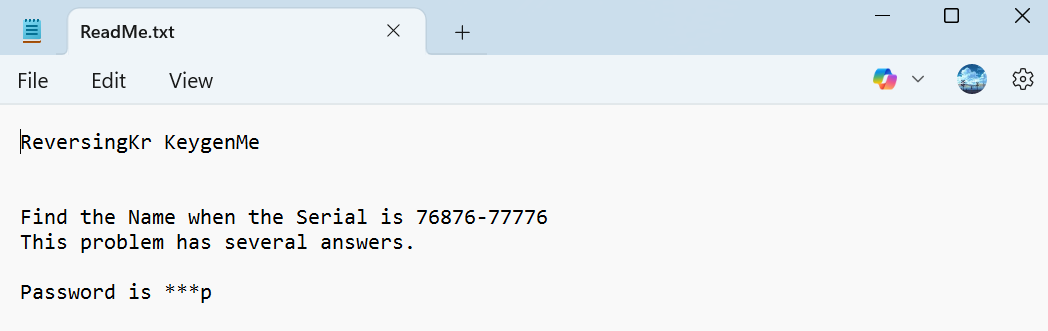 ReadMe.txt
File Edit View
ReversingKr KeygenMe
Find the Name when the Serial is 76876-77776
This problem has several answers.
Password is ***p